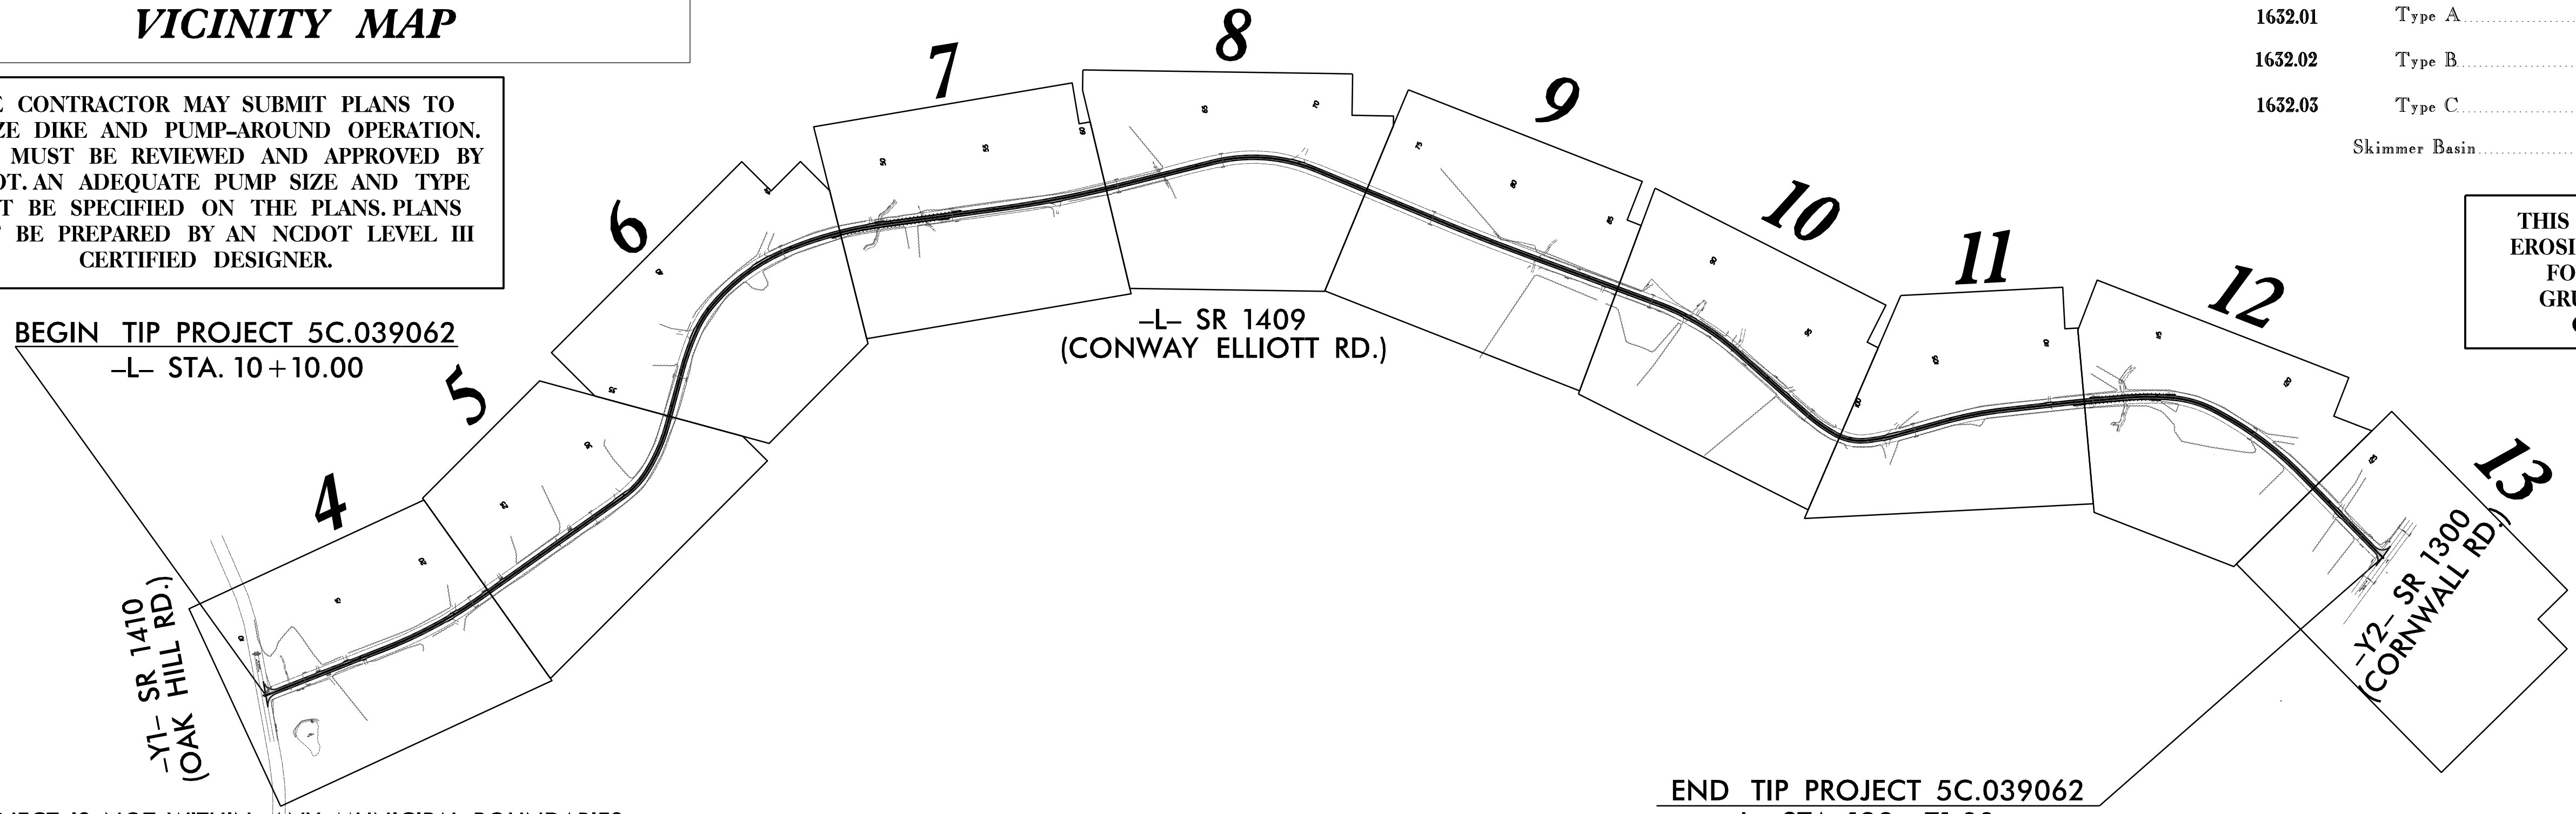 VICINITY MAP
CONTRACTOR MAY SUBMIT PLANS TO
DIKE AND PUMP–AROUND OPERATION.
MUST BE REVIEWED AND APPROVED BY
AN ADEQUATE PUMP SIZE AND TYPE
BE SPECIFIED ON THE PLANS. PLANS
BE PREPARED BY AN NCDOT LEVEL III
CERTIFIED DESIGNER.
BEGIN TIP PROJECT 5C.039062
–L– STA. 10+10.00
4
5
6
7
8
9
10
11
12
13
–L– SR 1409
(CONWAY ELLIOTT RD.)
–Y1– SR 1410
(OAK HILL RD.)
–Y2– SR 1300
(CORNWALL RD.)
1632.01 Type A
1632.02 Type B
1632.03 Type C
Skimmer Basin
THIS
END TIP PROJECT 5C.039062